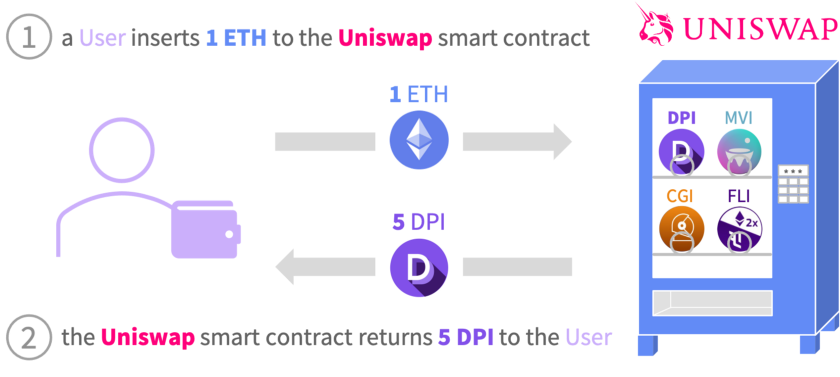 1 a User inserts 1 ETH to the Uniswap smart contract
UNISWAP
1 ETH
DPI MVI
D
CGI FLI
2x
5 DPI
D
2 the Uniswap smart contract returns 5 DPI to the User